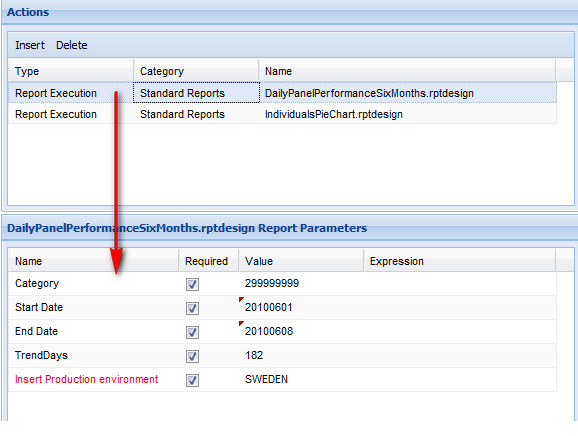 Actions
Insert Delete
Type Category Name
Report Execution Standard Reports DailyPanelPerformanceSixMonths.rptdesign
Report Execution Standard Reports IndividualsPieChart.rptdesign
DailyPanelPerformanceSixMonths.rptdesign Report Parameters
Name Required Value Expression
Category 299999999
Start Date 20100601
End Date 20100608
TrendDays 182
Insert Production environment SWEDEN